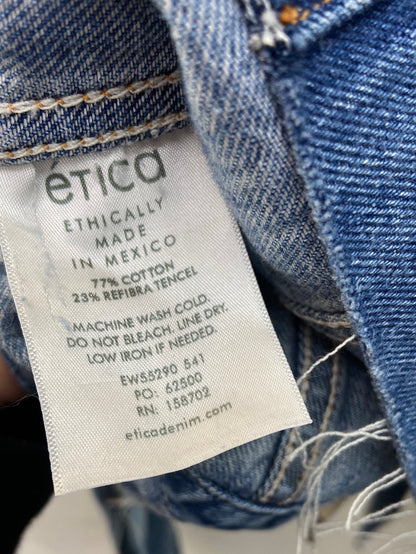 ética
ETHICALLY
MADE
IN MEXICO
77% COTTON
23% REFIBRA TENCEL
MACHINE WASH COLD.
DO NOT BLEACH. LINE DRY.
LOW IRON IF NEEDED.
EW55290 541
PO: 62500
RN: 158702
eticadenim.com